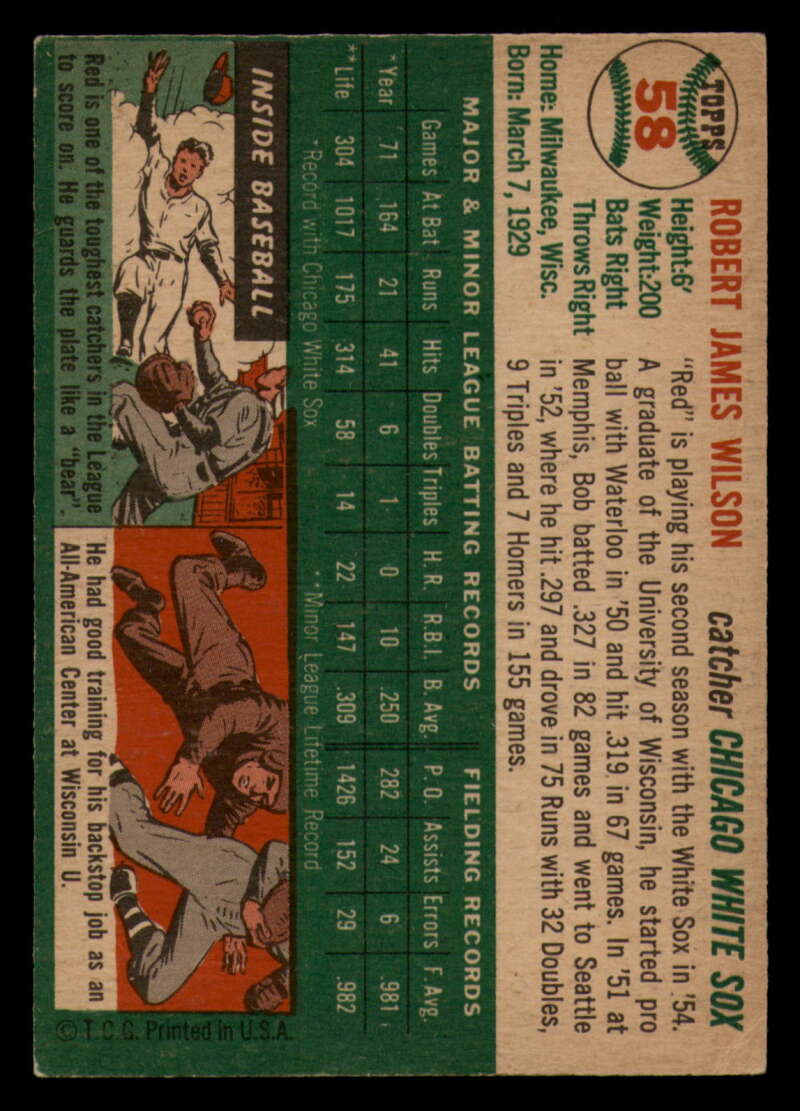 TOPPS
58
ROBERT JAMES WILSON catcher CHICAGO WHITE SOX
Height:6'
Weight:200
Bats Right
Throws Right
Home: Milwaukee, Wisc.
Born: March 7, 1929
"Red" is playing his second season with the White Sox in '54.
A graduate of the University of Wisconsin, he started pro
ball with Waterloo in '50 and hit .319 in 67 games. In '51 at
Memphis, Bob batted .327 in 82 games and went to Seattle
in '52, where he hit .297 and drove in 75 Runs with 32 Doubles,
9 Triples and 7 Homers in 155 games.
MAJOR & MINOR LEAGUE BATTING RECORDS FIELDING RECORDS
Games At Bat Runs Hits Doubles Triples H.R. R.B.I. B. Avg. P.O. Assists Errors F. Avg.
*Year 71 164 21 41 6 1 0 10 .250 282 24 6 .981
**Life 304 1017 175 314 58 14 22 147 .309 1426 152 29 .982
*Record with Chicago White Sox **Minor League Lifetime Record
INSIDE BASEBALL
Red is one of the toughest catchers in the League
to score on. He guards the plate like a "bear".
He had good training for his backstop job as an
All-American Center at Wisconsin U.
© T.C.G. Printed in U.S.A.